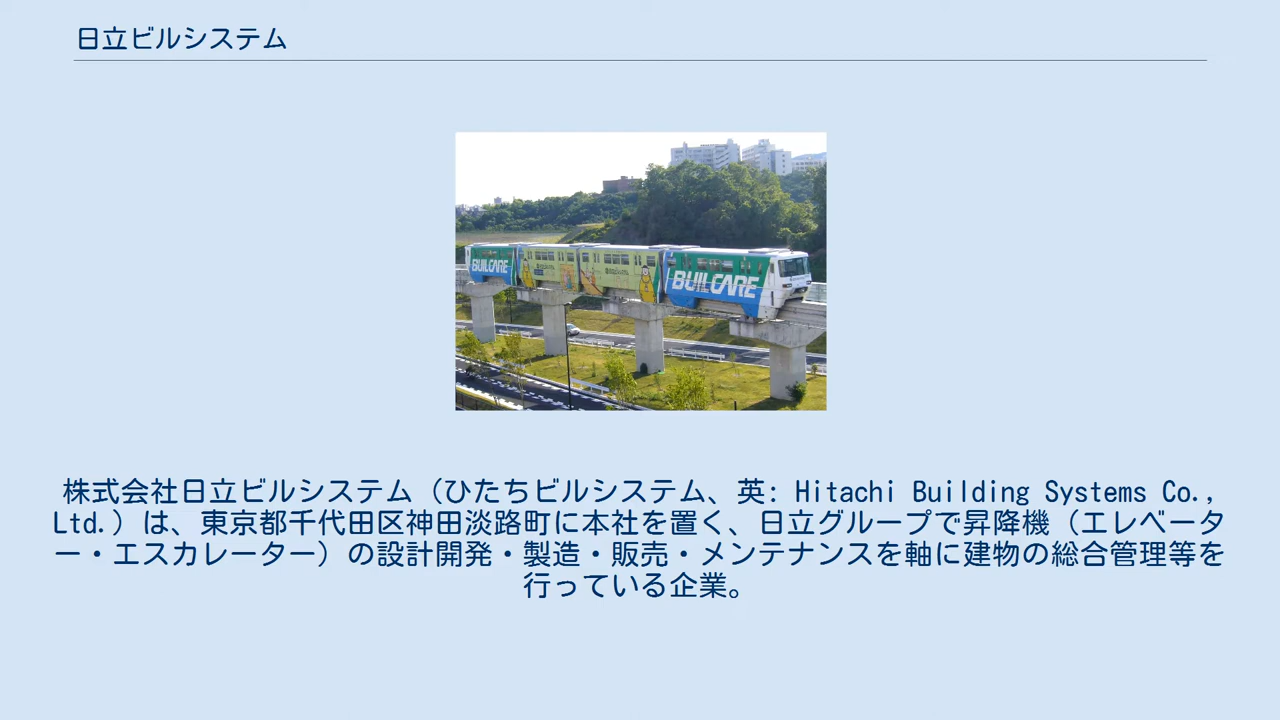 日立ビルシステム
BUILCARE
BUILCARE
株式会社日立ビルシステム（ひたちビルシステム、英: Hitachi Building Systems Co.,
Ltd.）は、東京都千代田区神田淡路町に本社を置く、日立グループで昇降機（エレベータ
ー・エスカレーター）の設計開発・製造・販売・メンテナンスを軸に建物の総合管理等を
行っている企業。